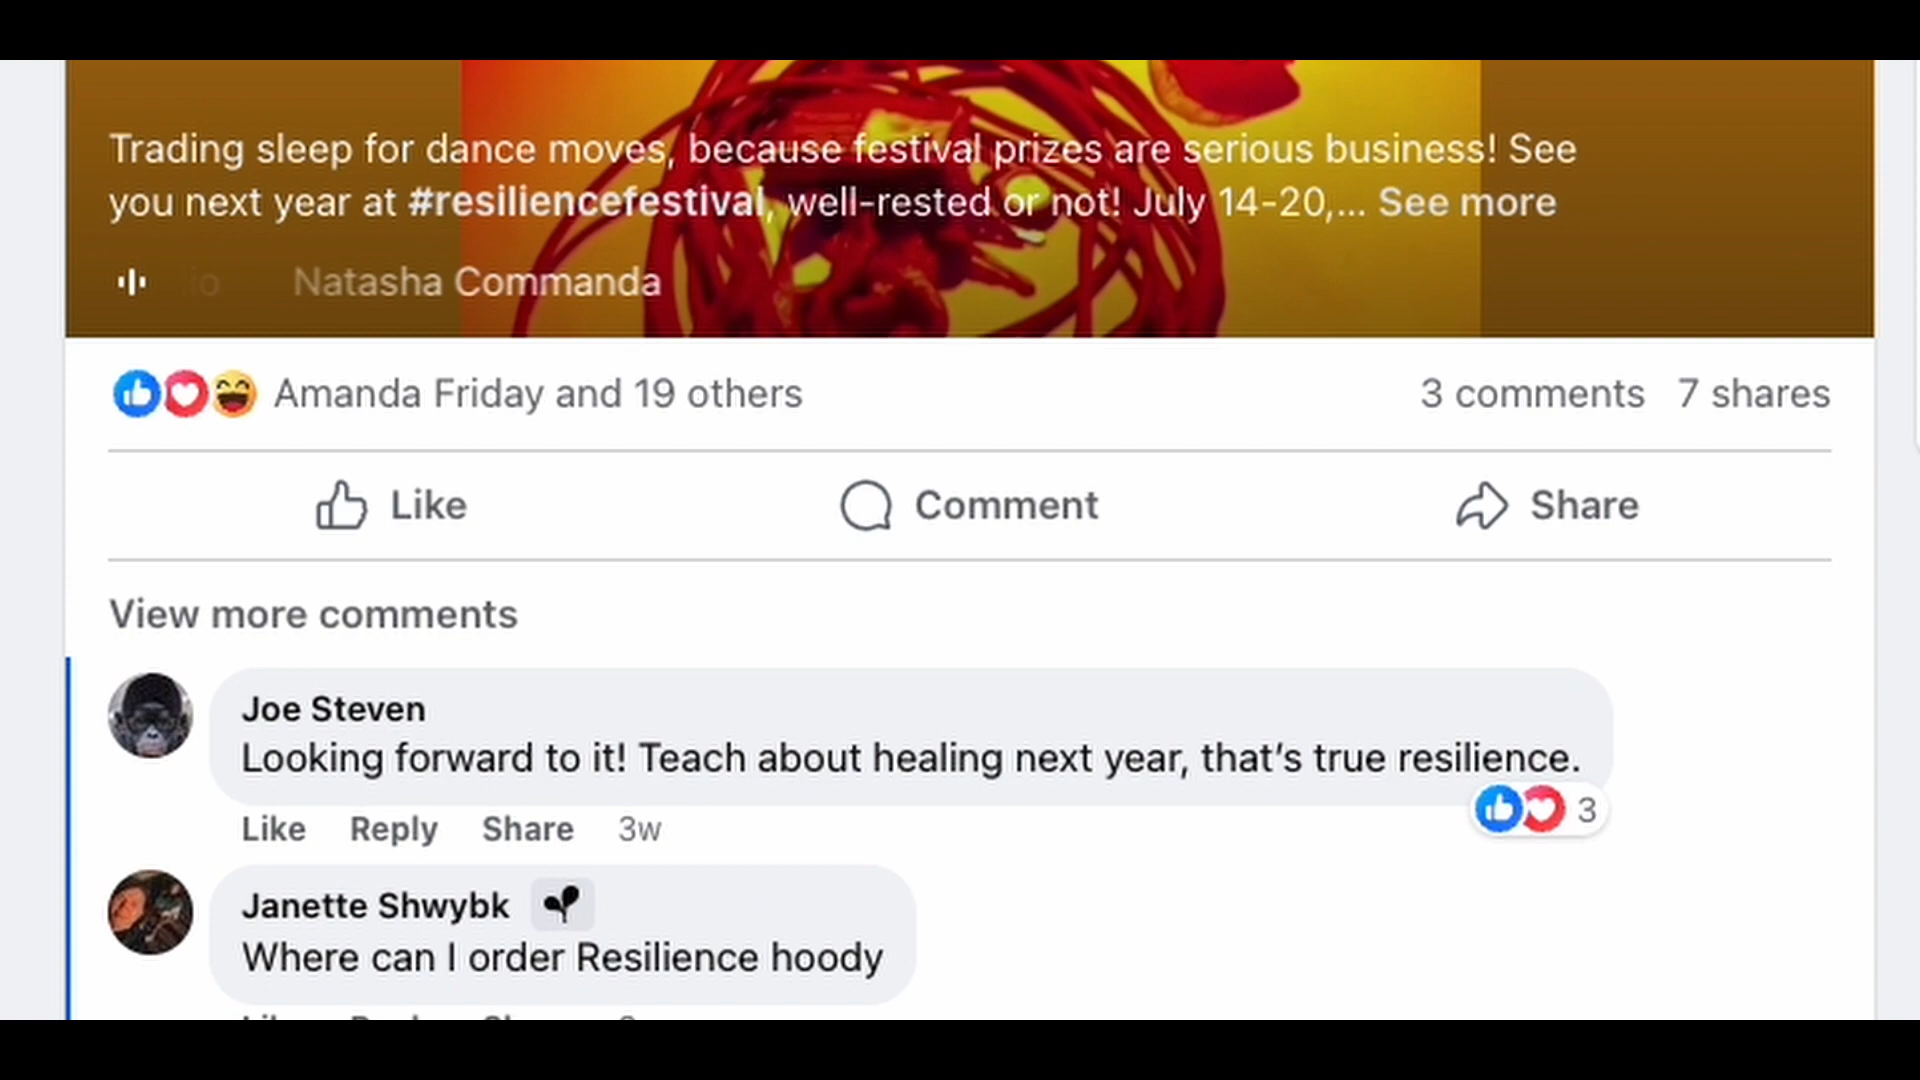 Trading sleep for dance moves, because festival prizes are serious business! See
you next year at #resiliencefestival, well-rested or not! July 14-20,... See more
io Natasha Commanda
Amanda Friday and 19 others 3 comments 7 shares
Like Comment Share
View more comments
Joe Steven
Looking forward to it! Teach about healing next year, that's true resilience.
3
Like Reply Share 3w
Janette Shwybk
Where can I order Resilience hoody